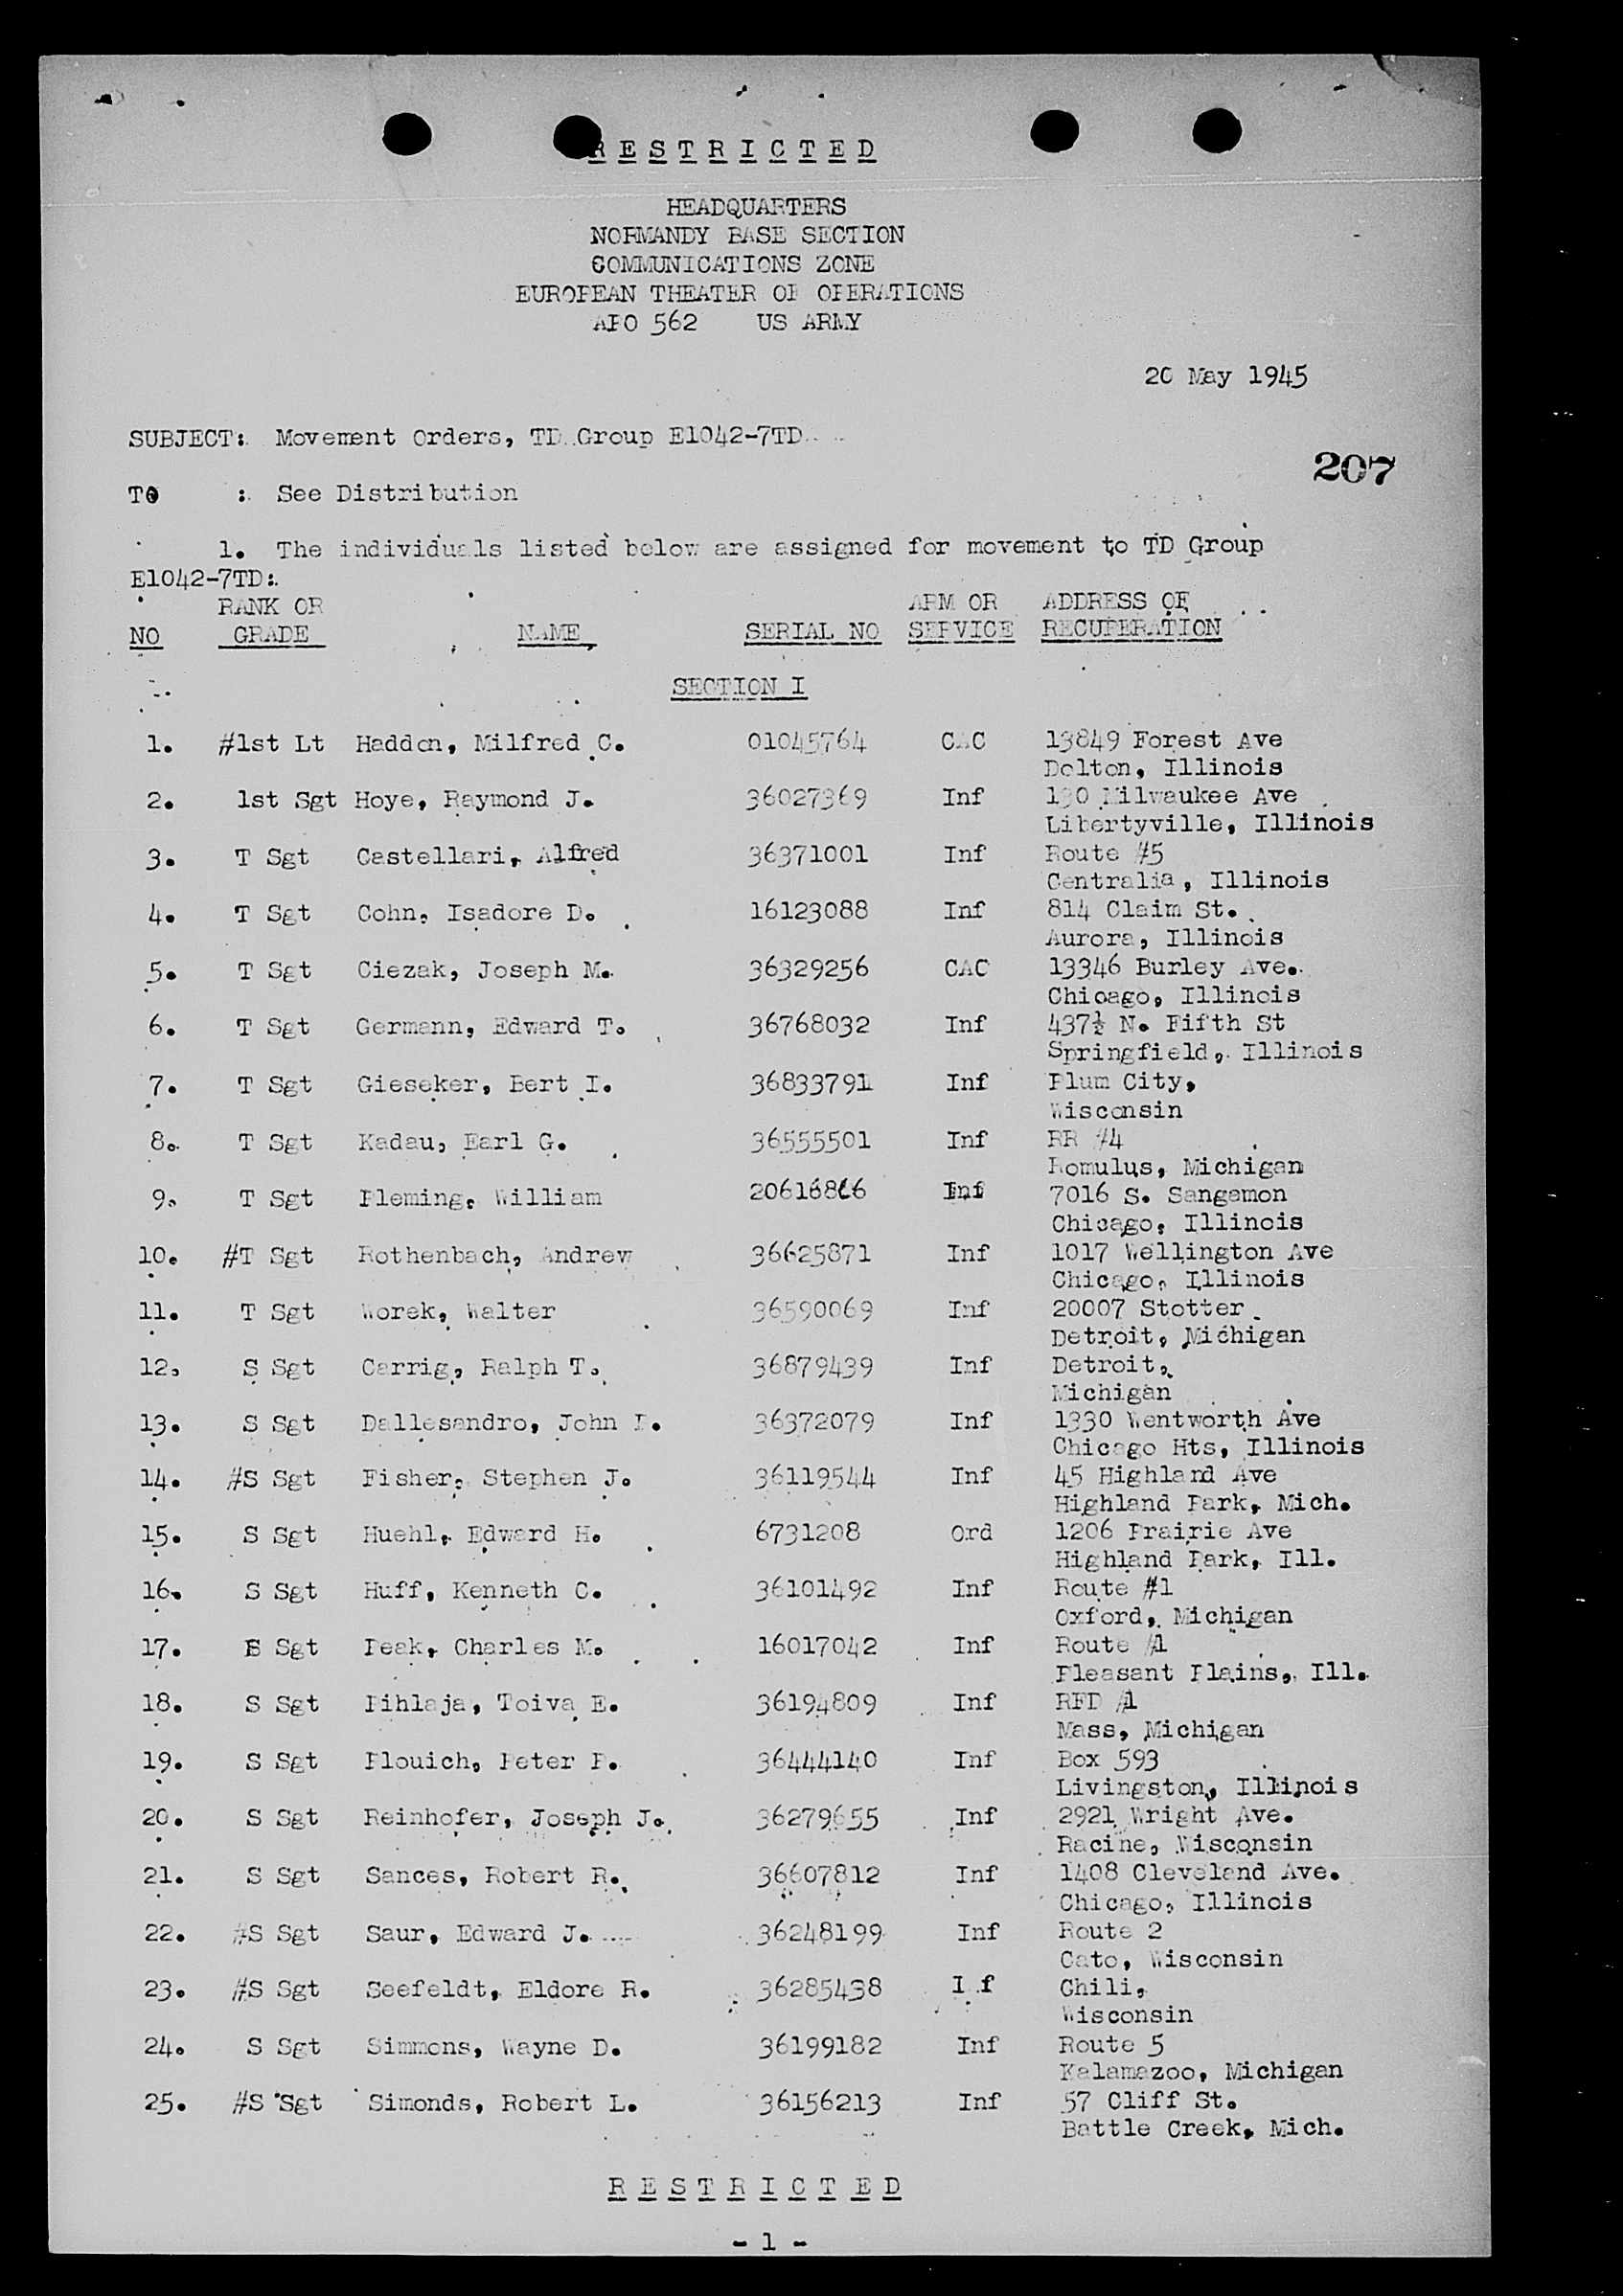 RESTRICTED
HEADQUARTERS
NORMANDY BASE SECTION
COMMUNICATIONS ZONE
EUROPEAN THEATER OF OPERATIONS
APO 562 US ARMY
20 May 1945
SUBJECT: Movement Orders, TD Group E1042-7TD
207
TO : See Distribution
1. The individuals listed below are assigned for movement to TD Group
E1042-7TD:
RANK OR ARM OR ADDRESS OF
NO GRADE NAME SERIAL NO SERVICE RECUPERATION
SECTION I
1. #1st Lt Haddon, Milfred C. 01045764 CAC 13849 Forest Ave
Dolton, Illinois
2. 1st Sgt Hoye, Raymond J. 36027369 Inf Milwaukee Ave
Libertyville, Illinois
3. T Sgt Castellari, Alfred 36371001 Inf Route #5
Centralia, Illinois
4. T Sgt Cohn, Isadore D. 16123088 Inf 814 Claim St.
Aurora, Illinois
5. T Sgt Ciezak, Joseph M. 36329256 CAC 13346 Burley Ave.
Chicago, Illinois
6. T Sgt Germann, Edward T. 36768032 Inf 437½ N. Fifth St
Springfield, Illinois
7. T Sgt Gieseker, Bert I. 36833791 Inf Plum City,
Wisconsin
8. T Sgt Kadau, Earl G. 36555501 Inf RR #4
Romulus, Michigan
9. T Sgt Fleming, William Inf 7016 S. Sangamon
Chicago, Illinois
10. #T Sgt Rothenbach, Andrew 36625871 Inf 1017 Wellington Ave
Chicago, Illinois
11. T Sgt Worek, Walter 36590069 Inf 20007 Stotter
Detroit, Michigan
12. S Sgt Carrig, Ralph T. 36879439 Inf Detroit,
Michigan
13. S Sgt Dallesandro, John 36372079 Inf 1330 Wentworth Ave
Chicago Hts, Illinois
14. #S Sgt Fisher, Stephen J. 36119544 Inf 45 Highland Ave
Highland Park, Mich.
15. S Sgt Huehl, Edward H. 6731208 Ord 1206 Prairie Ave
Highland Park, Ill.
16. S Sgt Huff, Kenneth C. 36101492 Inf Route #1
Oxford, Michigan
17. S Sgt Peak, Charles M. 16017042 Inf Route #1
Pleasant Plains, Ill.
18. S Sgt Pihlaja, Toiva E. 36194809 Inf RFD #1
Mass, Michigan
19. S Sgt Plouich, Peter P. 36444140 Inf Box 593
Livingston, Illinois
20. S Sgt Reinhofer, Joseph J. 36279655 Inf 2921 Wright Ave.
Racine, Wisconsin
21. S Sgt Sances, Robert R. 36607812 Inf 1408 Cleveland Ave.
Chicago, Illinois
22. #S Sgt Saur, Edward J. 36248199 Inf Route 2
Cato, Wisconsin
23. #S Sgt Seefeldt, Eldore R. 36285438 I f Chili,
Wisconsin
24. S Sgt Simmons, Wayne D. 36199182 Inf Route 5
Kalamazoo, Michigan
25. #S Sgt Simonds, Robert L. 36156213 Inf 57 Cliff St.
Battle Creek, Mich.
RESTRICTED
- 1 -